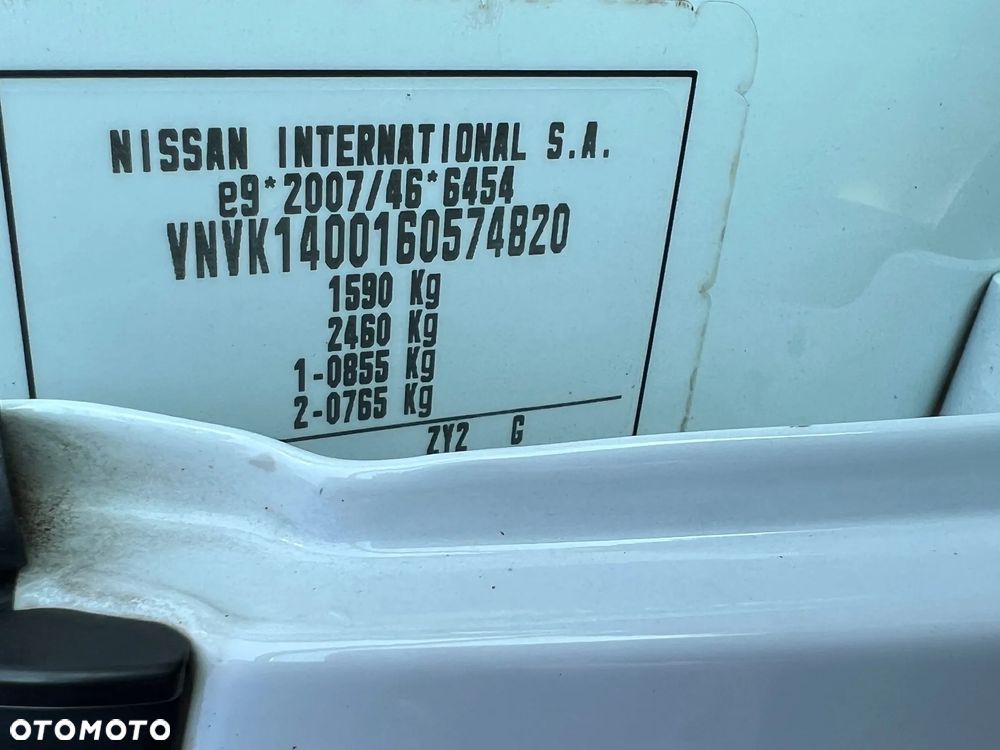 NISSAN INTERNATIONAL S.A.
e9*2007/46*6454
VNVK1400160574820
1590 Kg
2460 Kg
1-0855 Kg
2-0765 Kg
ZY2 G
OTOMOTO